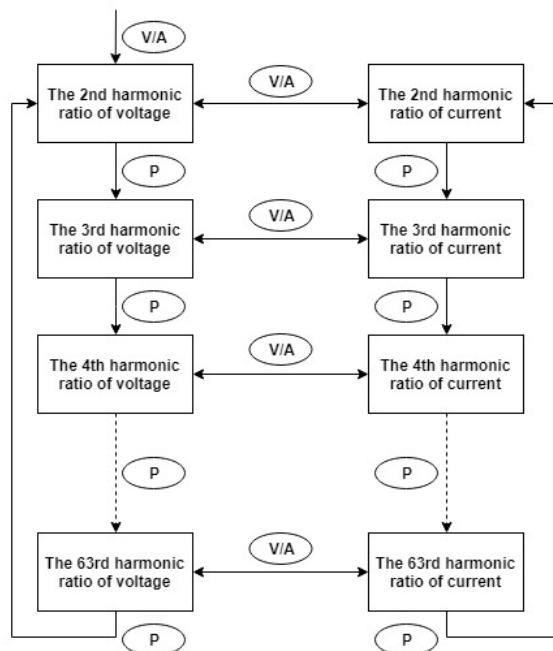 V/A
The 2nd harmonic
ratio of voltage
V/A
The 2nd harmonic
ratio of current
P
P
The 3rd harmonic
ratio of voltage
V/A
The 3rd harmonic
ratio of current
P
P
The 4th harmonic
ratio of voltage
V/A
The 4th harmonic
ratio of current
P
P
The 63rd harmonic
ratio of voltage
V/A
The 63rd harmonic
ratio of current
P
P